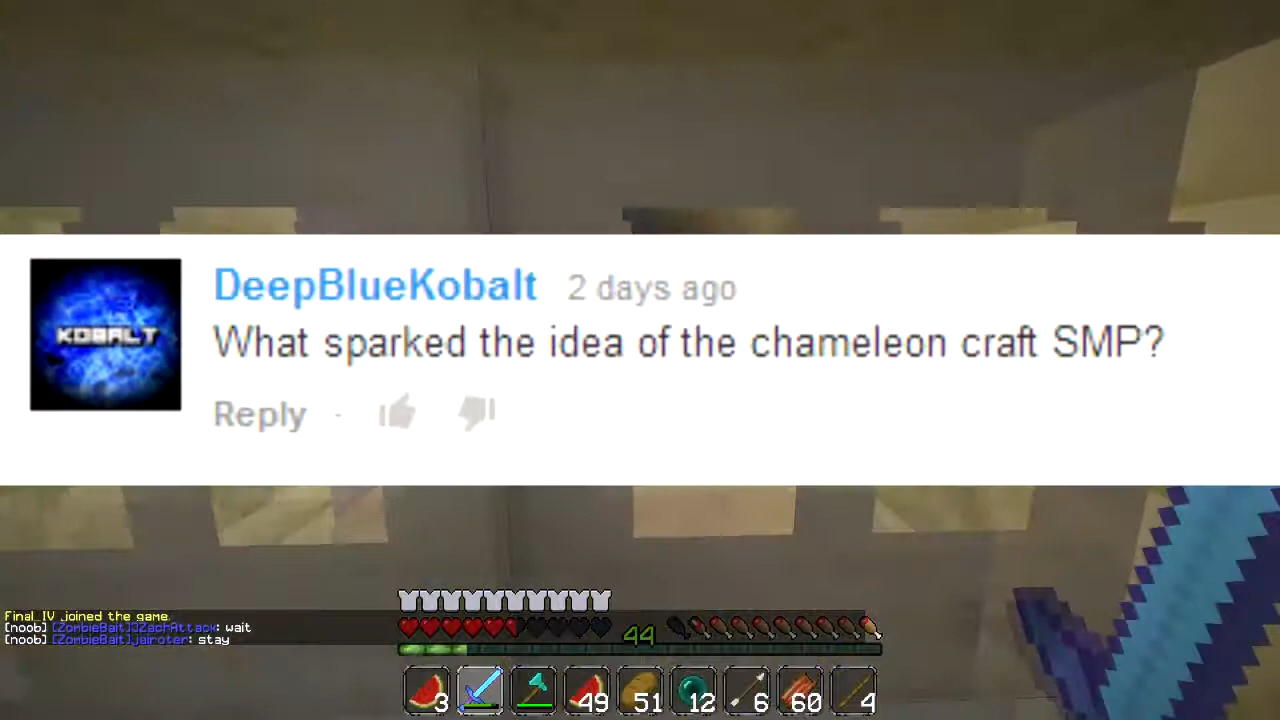 KOBALT
DeepBlueKobalt 2 days ago
What sparked the idea of the chameleon craft SMP?
Reply ·
Final_IV joined the game.
[noob] [ZombieBait]JZachAttack: wait
[noob] [ZombieBait]jairoter: stay
44
3 49 51 12 6 60 4